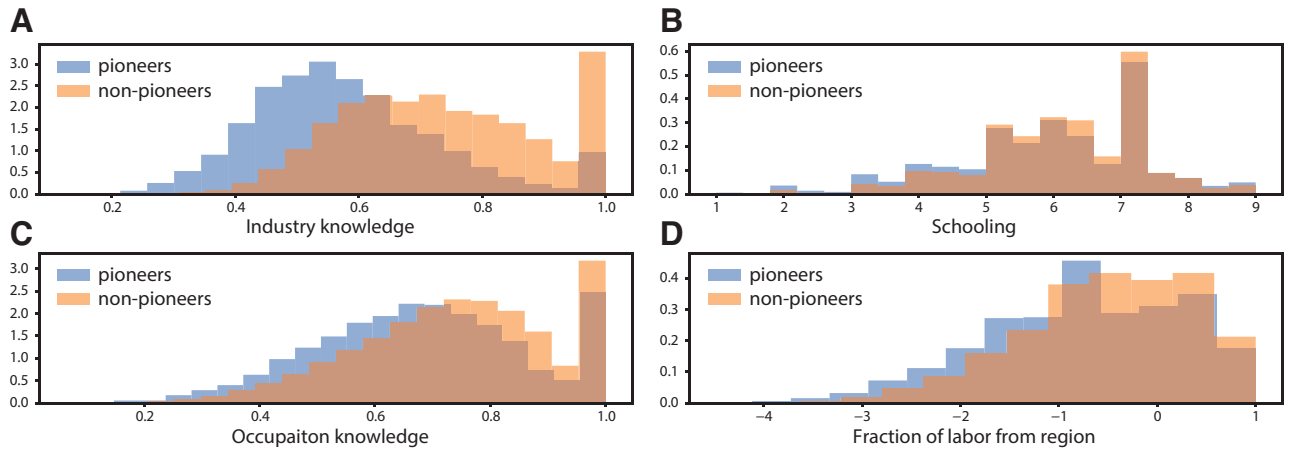 A
pioneers
non-pioneers
3.0
2.5
2.0
1.5
1.0
0.5
0.0
0.2 0.4 0.6 0.8 1.0
Industry knowledge
B
pioneers
non-pioneers
0.6
0.5
0.4
0.3
0.2
0.1
0.0
1 2 3 4 5 6 7 8 9
Schooling
C
pioneers
non-pioneers
3.0
2.5
2.0
1.5
1.0
0.5
0.0
0.2 0.4 0.6 0.8 1.0
Occupaiton knowledge
D
pioneers
non-pioneers
0.4
0.3
0.2
0.1
0.0
−4 −3 −2 −1 0 1
Fraction of labor from region